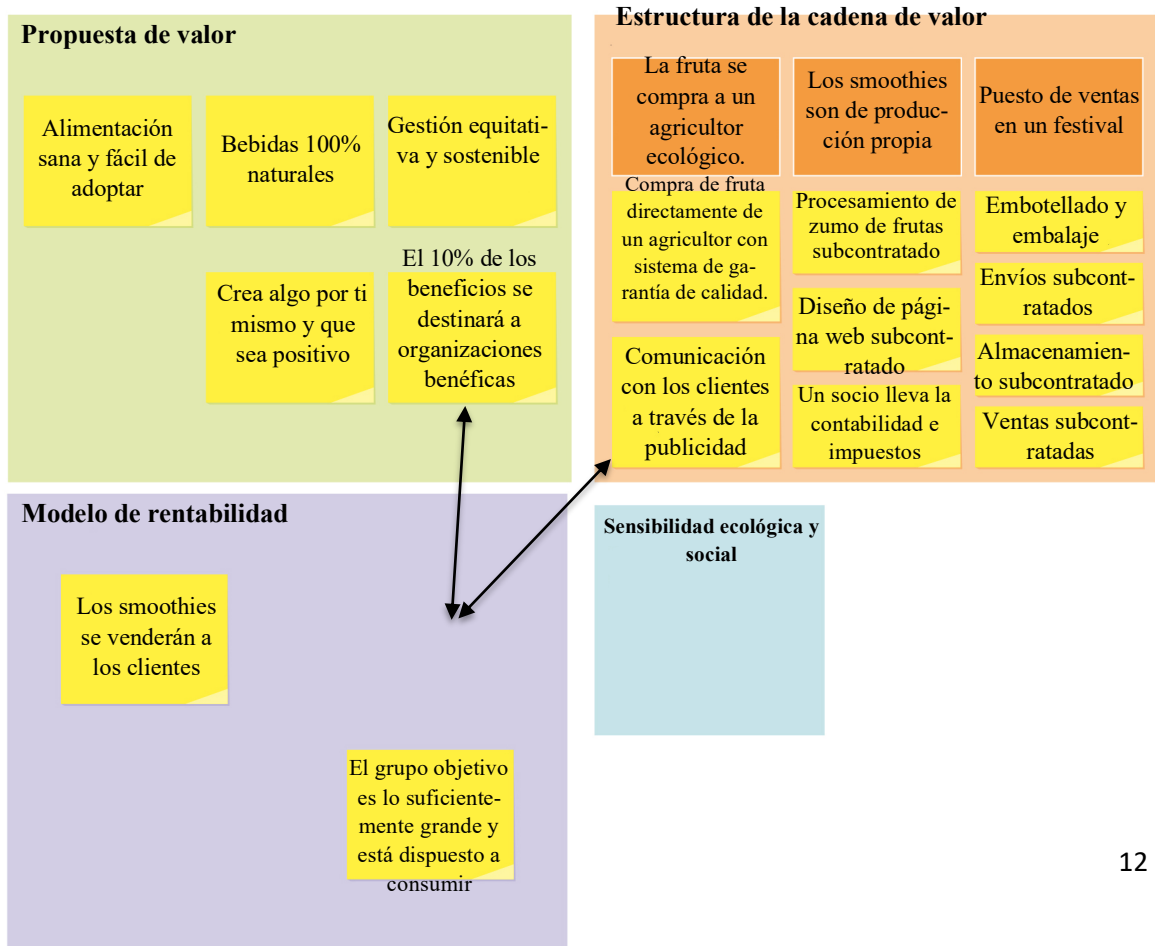 Propuesta de valor
Alimentación
sana y fácil de
adoptar
Bebidas 100%
naturales
Gestión equitati-
va y sostenible
Crea algo por ti
mismo y que
sea positivo
El 10% de los
beneficios se
destinará a
organizaciones
benéficas
Estructura de la cadena de valor
La fruta se
compra a un
agricultor
ecológico.
Los smoothies
son de produc-
ción propia
Puesto de ventas
en un festival
Compra de fruta
directamente de
un agricultor con
sistema de ga-
rantía de calidad.
Procesamiento de
zumo de frutas
subcontratado
Embotellado y
embalaje
Envíos subcont-
ratados
Diseño de pági-
na web subcont-
ratado
Almacenamien-
to subcontratado
Comunicación
con los clientes
a través de la
publicidad
Un socio lleva la
contabilidad e
impuestos
Ventas subcont-
ratadas
Modelo de rentabilidad
Los smoothies
se venderán a
los clientes
El grupo objetivo
es lo suficiente-
mente grande y
está dispuesto a
consumir
Sensibilidad ecológica y
social
12